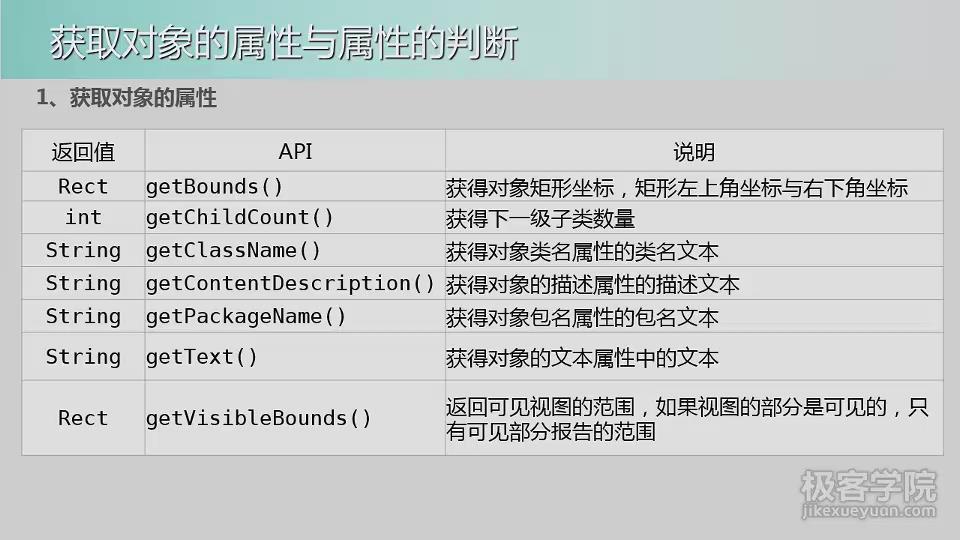 获取对象的属性与属性的判断
1、获取对象的属性
返回值 API 说明
Rect getBounds() 获得对象矩形坐标，矩形左上角坐标与右下角坐标
int getChildCount() 获得下一级子类数量
String getClassName() 获得对象类名属性的类名文本
String getContentDescription() 获得对象的描述属性的描述文本
String getPackageName() 获得对象包名属性的包名文本
String getText() 获得对象的文本属性中的文本
Rect getVisibleBounds() 返回可见视图的范围，如果视图的部分是可见的，只
有可见部分报告的范围
极客学院
jikexueyuan.com